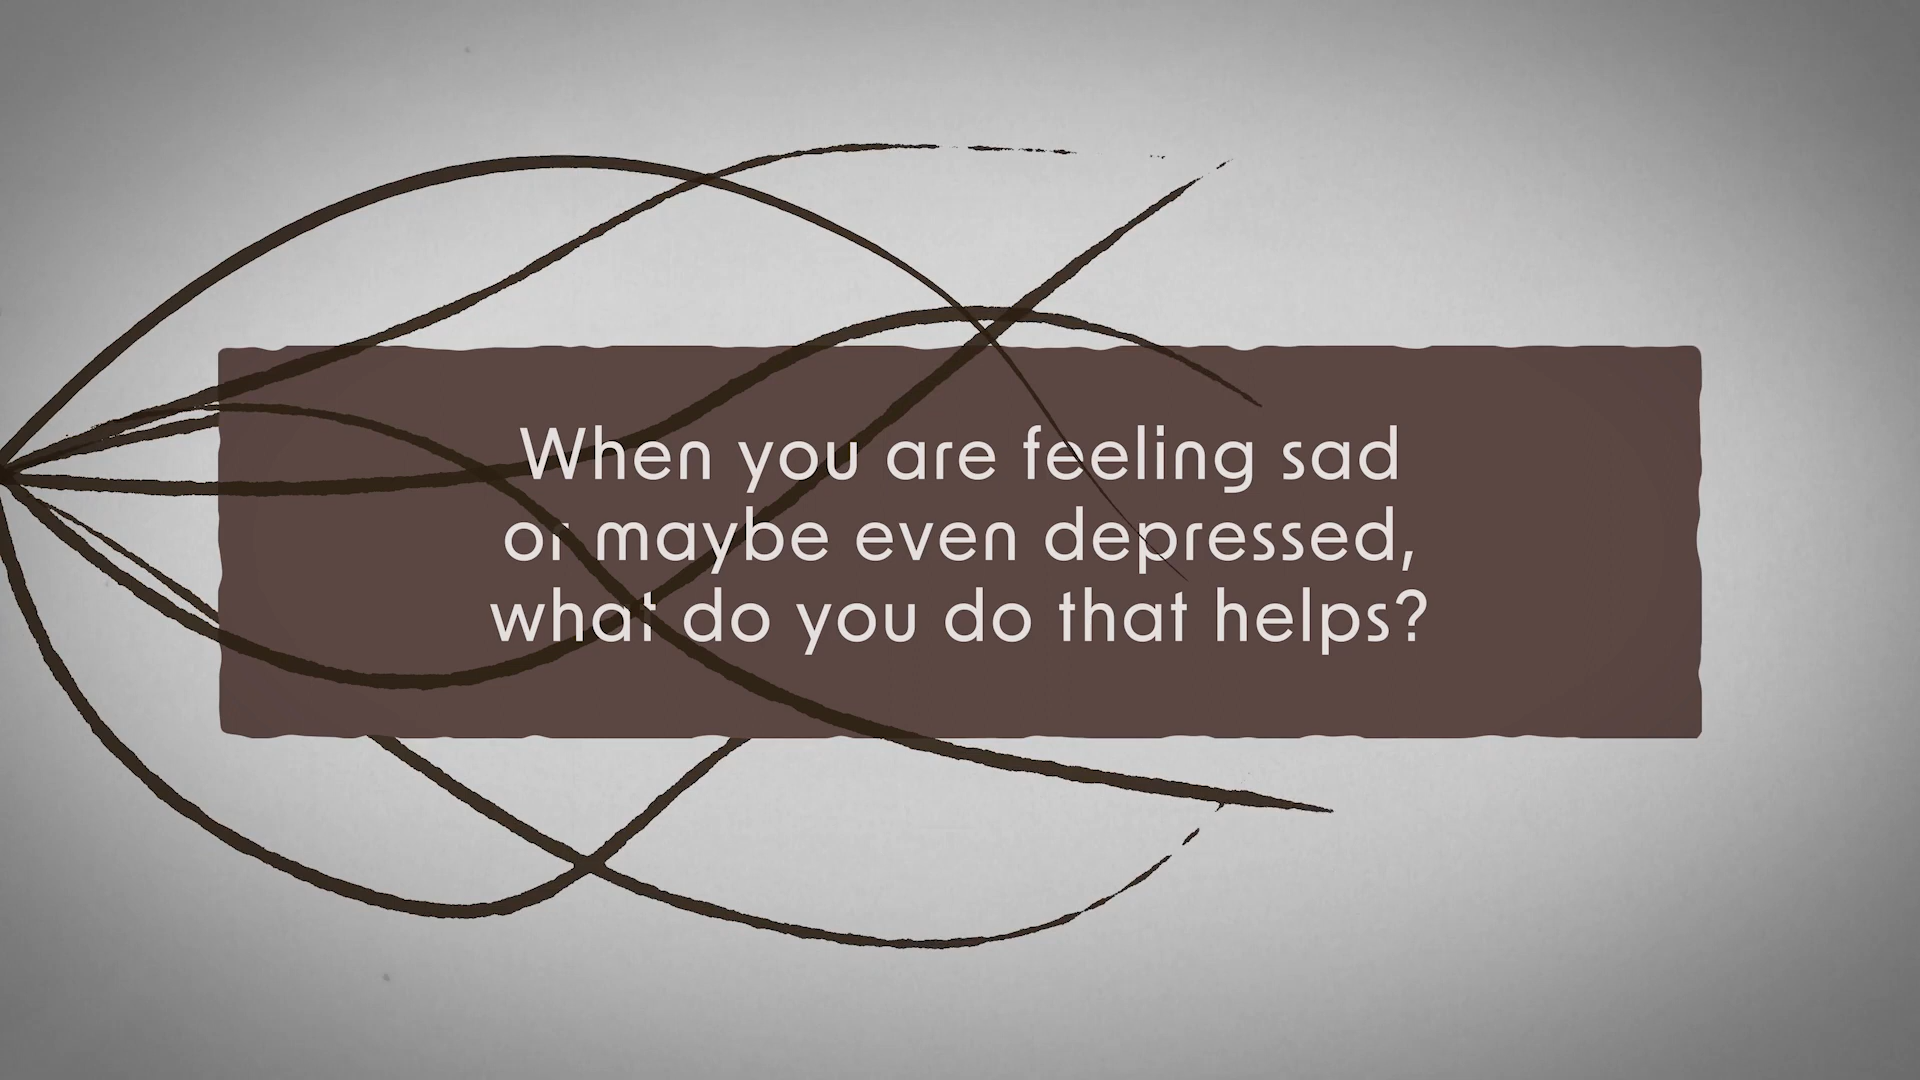 When you are feeling sad
or maybe even depressed,
what do you do that helps?